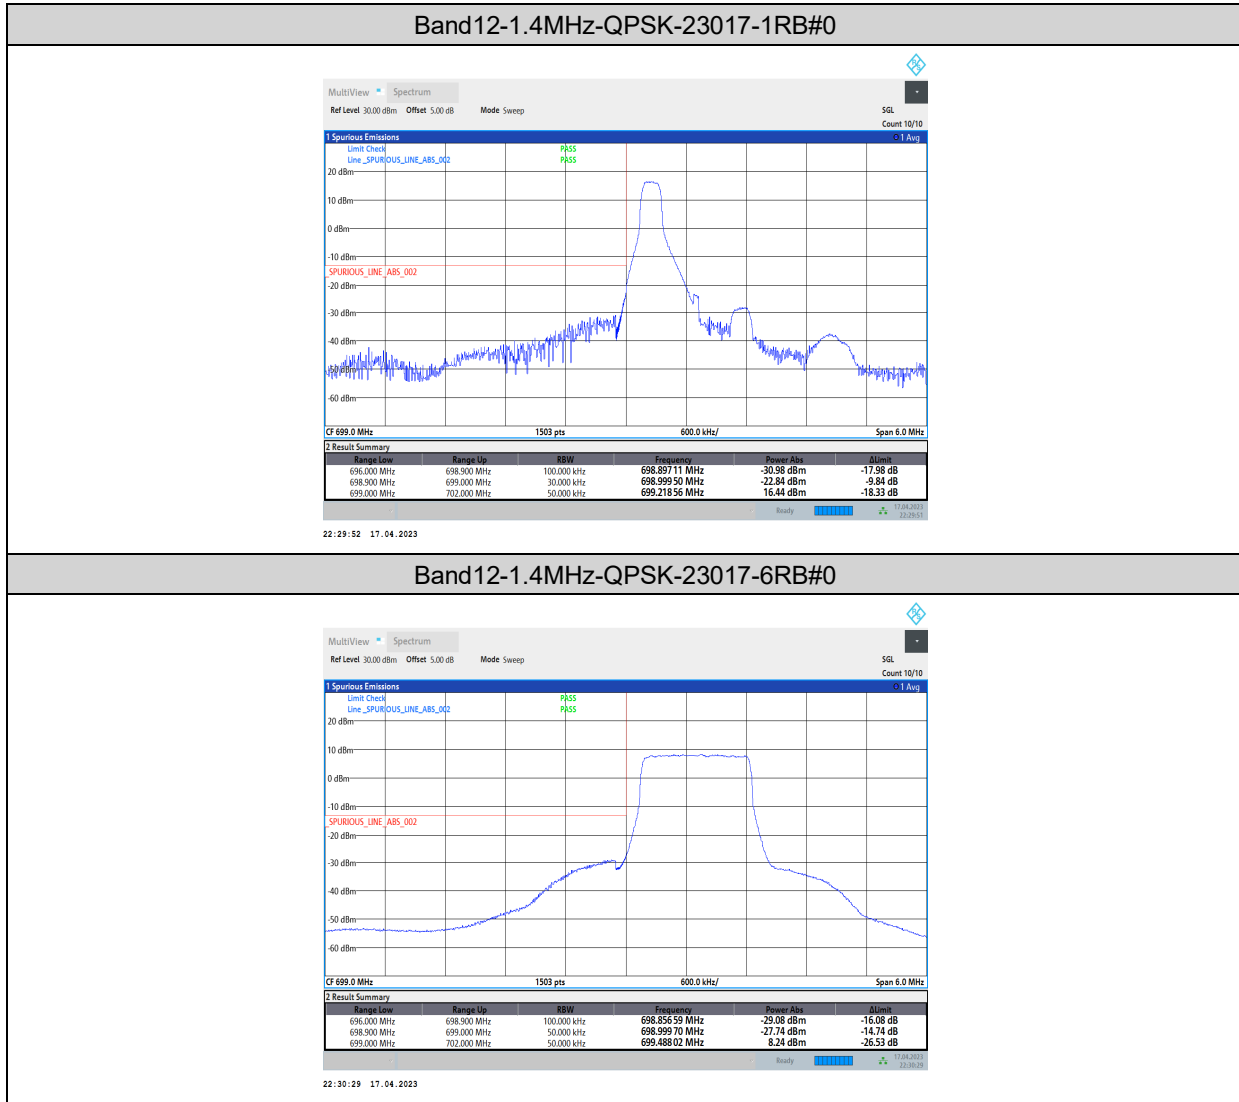 Band12-1.4MHz-QPSK-23017-1RB#0
MultiView Spectrum
Ref Level 30.00 dBm Offset 5.00 dB Mode Sweep SGL
Count 10/10
1 Spurious Emissions 1 Avg
Limit Check PASS
Line _SPURIOUS_LINE_ABS_002 PASS
20 dBm
10 dBm
0 dBm
-10 dBm
_SPURIOUS_LINE_ABS_002
-20 dBm
-30 dBm
-40 dBm
-50 dBm
-60 dBm
CF 699.0 MHz 1503 pts 600.0 kHz/ Span 6.0 MHz
2 Result Summary
Range Low Range Up RBW Frequency Power Abs ΔLimit
696.000 MHz 698.900 MHz 100.000 kHz 698.89711 MHz -30.98 dBm -17.98 dB
698.900 MHz 699.000 MHz 30.000 kHz 698.99950 MHz -22.84 dBm -9.84 dB
699.000 MHz 702.000 MHz 50.000 kHz 699.21856 MHz 16.44 dBm -18.33 dB
Ready 17.04.2023
22:29:51
22:29:52 17.04.2023
Band12-1.4MHz-QPSK-23017-6RB#0
MultiView Spectrum
Ref Level 30.00 dBm Offset 5.00 dB Mode Sweep SGL
Count 10/10
1 Spurious Emissions 1 Avg
Limit Check PASS
Line _SPURIOUS_LINE_ABS_002 PASS
20 dBm
10 dBm
0 dBm
-10 dBm
_SPURIOUS_LINE_ABS_002
-20 dBm
-30 dBm
-40 dBm
-50 dBm
-60 dBm
CF 699.0 MHz 1503 pts 600.0 kHz/ Span 6.0 MHz
2 Result Summary
Range Low Range Up RBW Frequency Power Abs ΔLimit
696.000 MHz 698.900 MHz 100.000 kHz 698.85659 MHz -29.08 dBm -16.08 dB
698.900 MHz 699.000 MHz 50.000 kHz 698.99970 MHz -27.74 dBm -14.74 dB
699.000 MHz 702.000 MHz 50.000 kHz 699.48802 MHz 8.24 dBm -26.53 dB
Ready 17.04.2023
22:30:29
22:30:29 17.04.2023